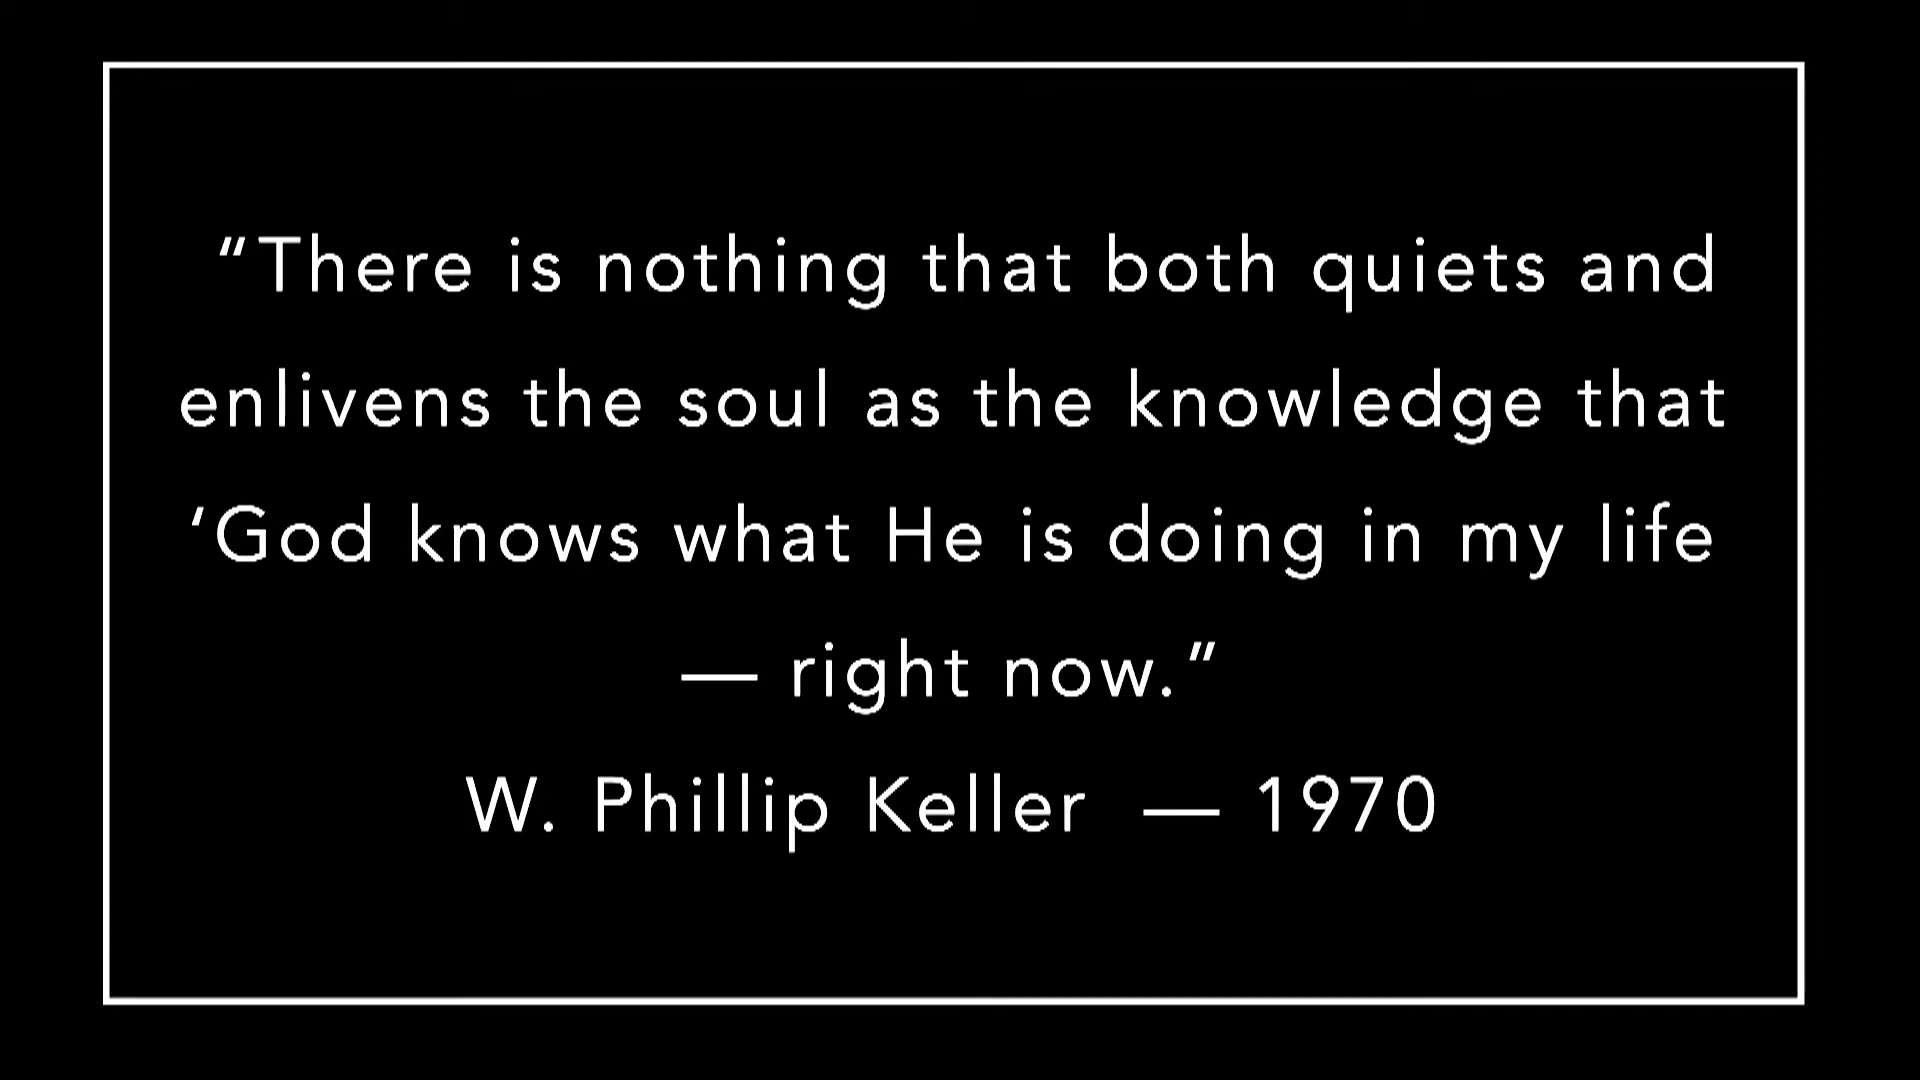 “There is nothing that both quiets and
enlivens the soul as the knowledge that
‘God knows what He is doing in my life
— right now.”
W. Phillip Keller — 1970